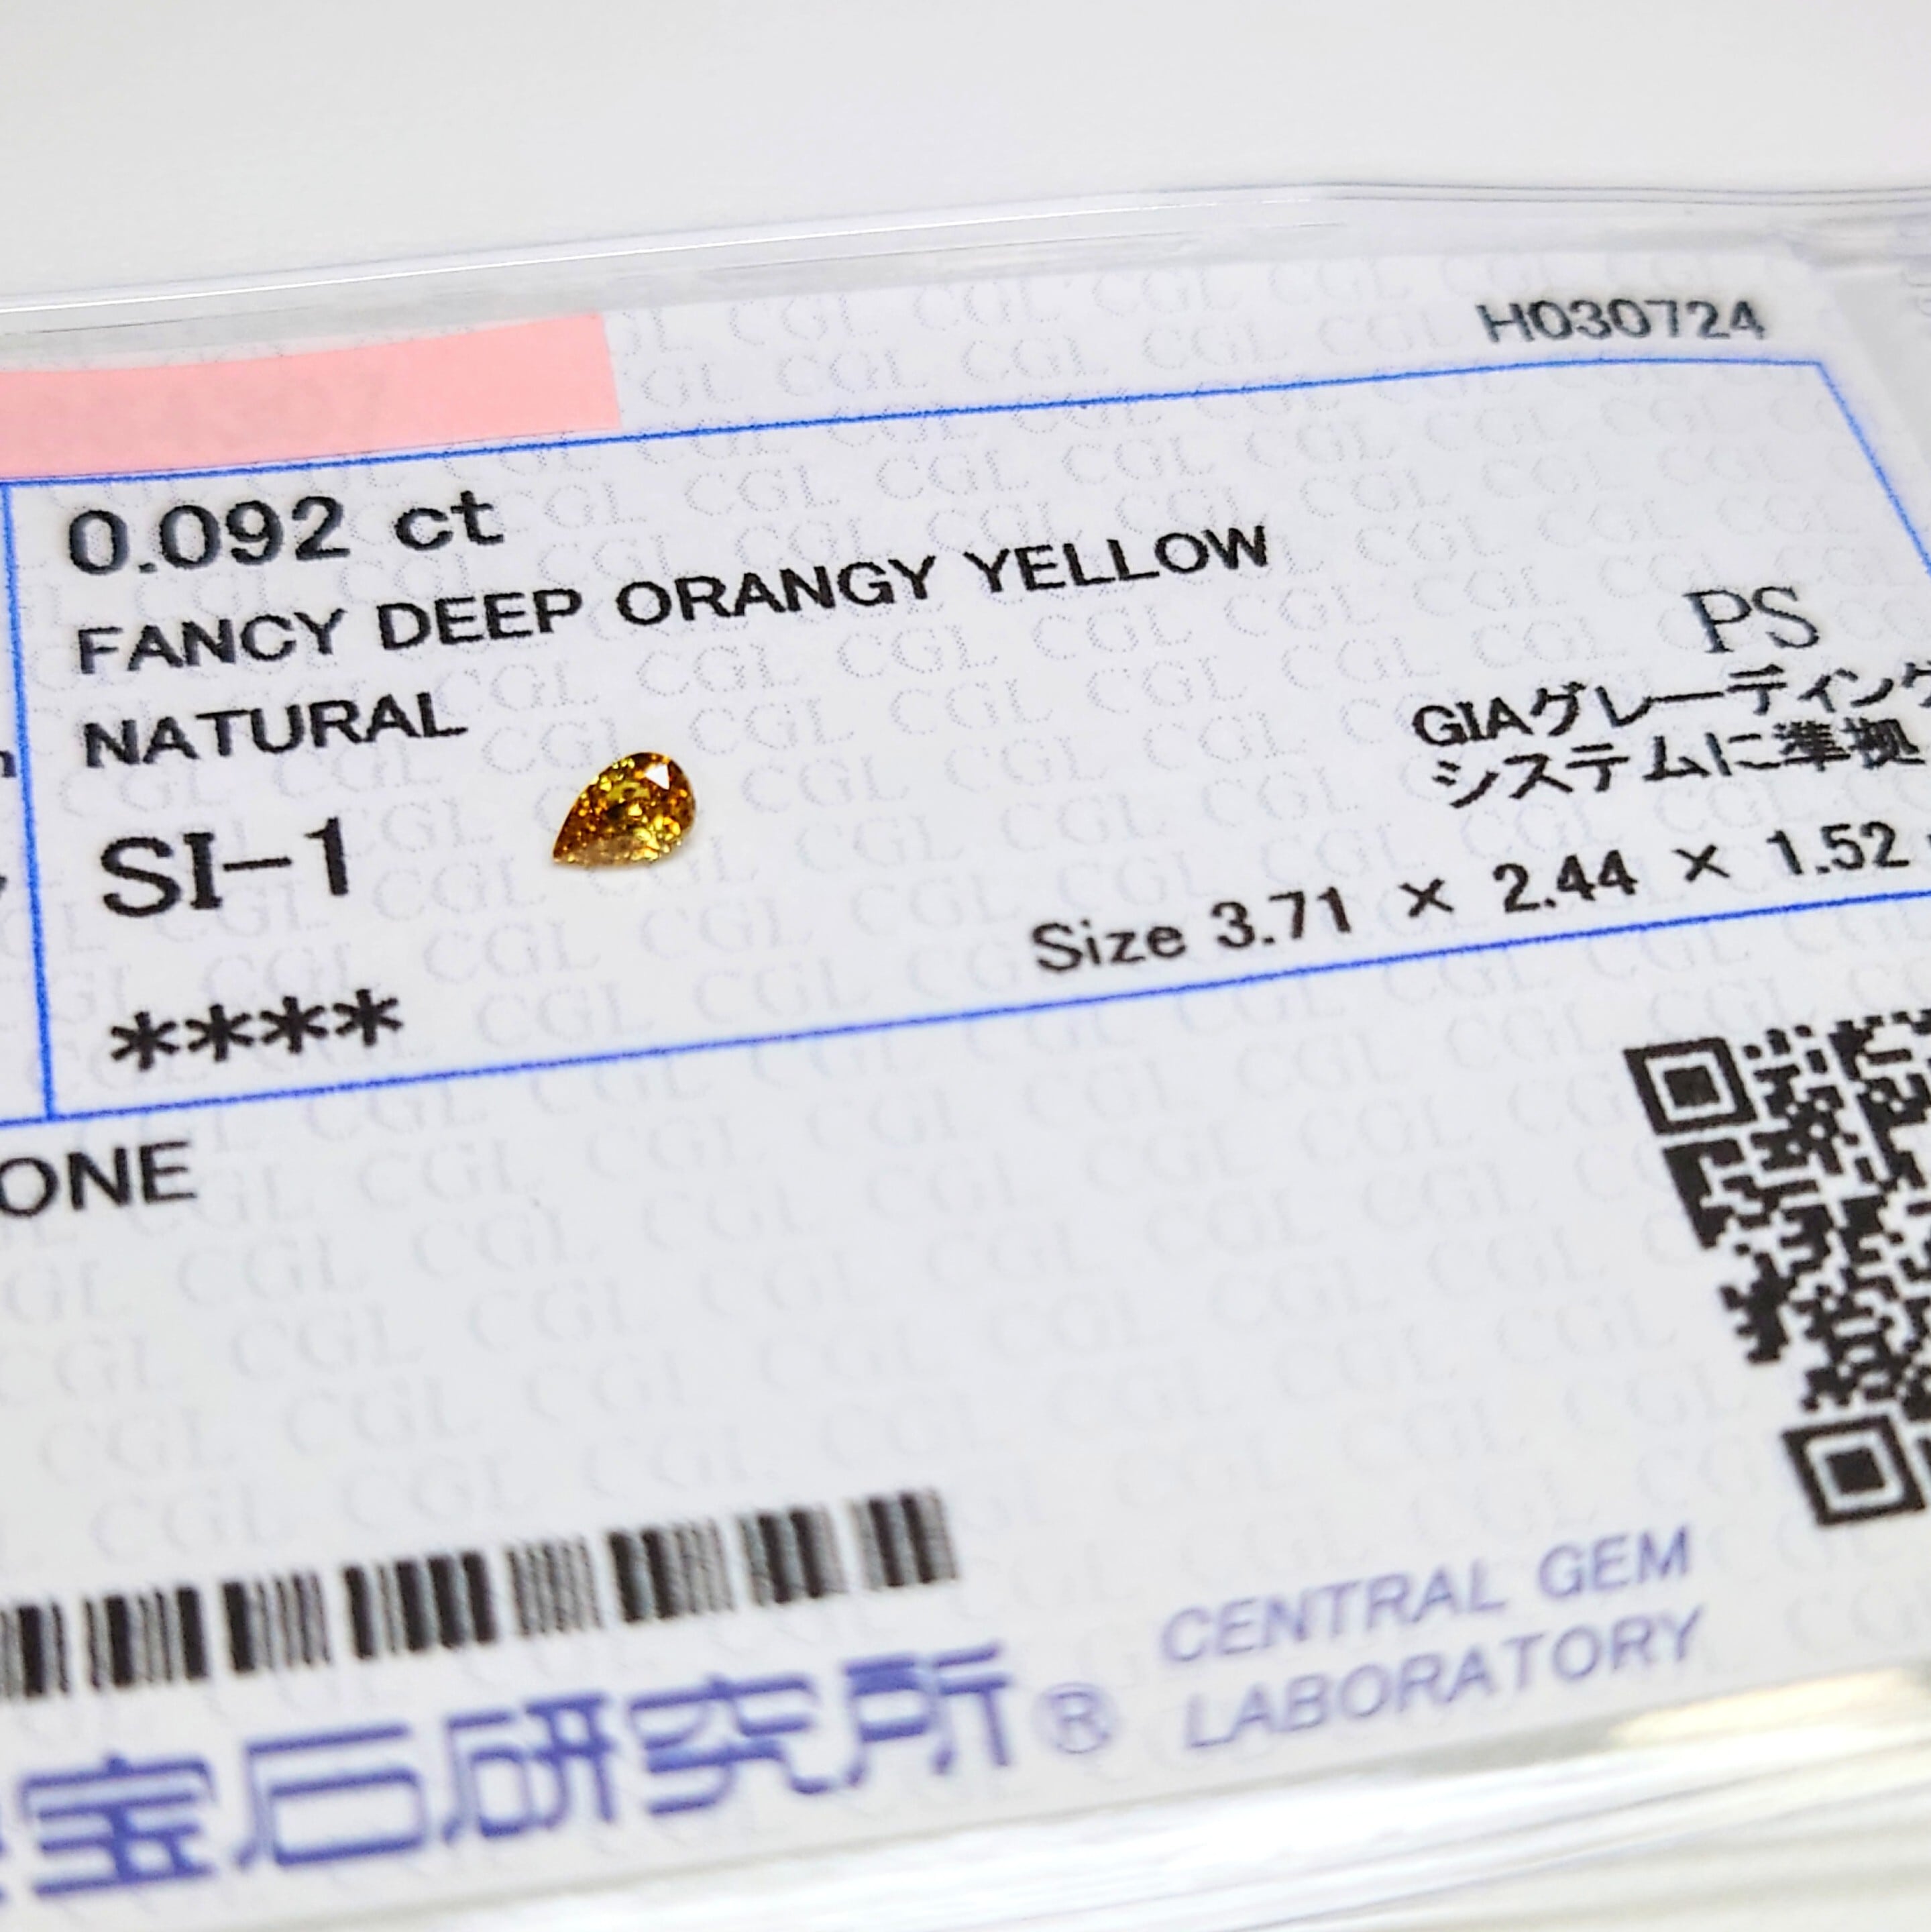 H030724
0.092 ct
FANCY DEEP ORANGY YELLOW
NATURAL
PS
GIAグレーディング
システムに準拠
SI-1
Size 3.71 × 2.44 × 1.52
****
ONE
宝石研究所®
CENTRAL GEM
LABORATORY